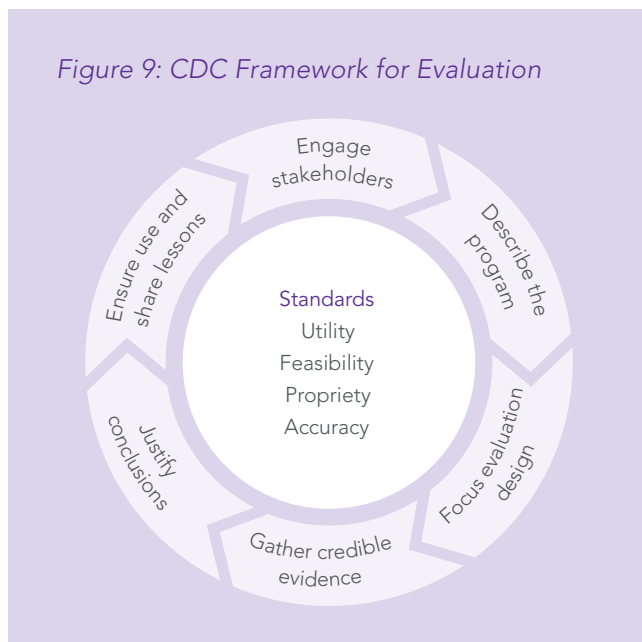 Figure 9: CDC Framework for Evaluation
Engage
stakeholders
Describe the
program
Focus evaluation
design
Gather credible
evidence
Justify
conclusions
Ensure use and
share lessons
Standards
Utility
Feasibility
Propriety
Accuracy